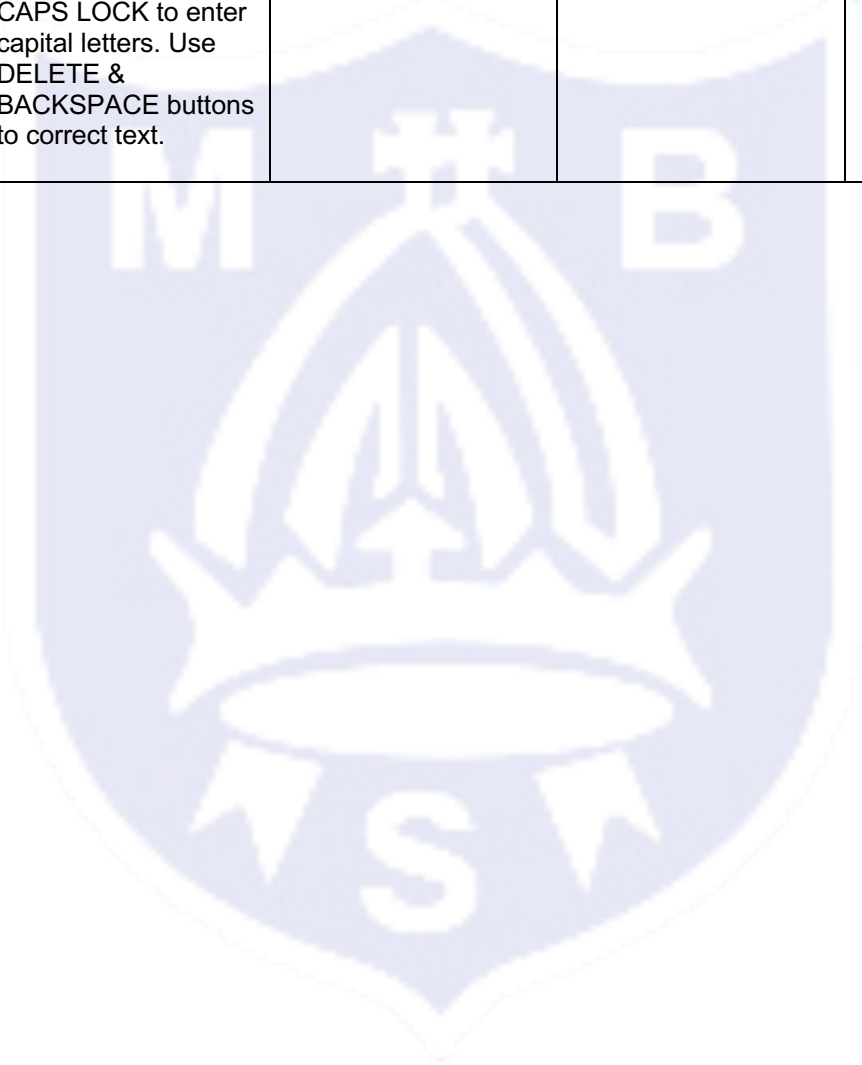 CAPS LOCK to enter
capital letters. Use
DELETE &
BACKSPACE buttons
to correct text.
M B
S